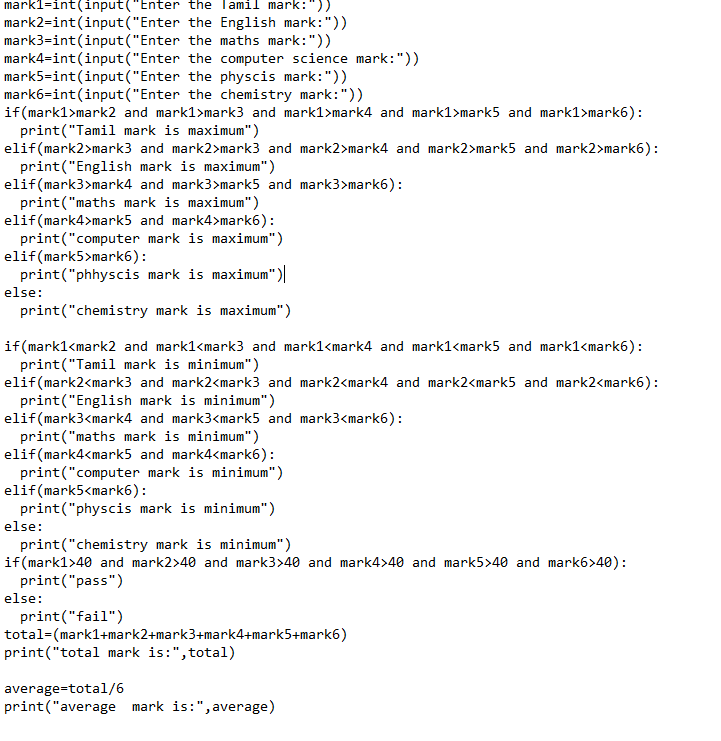 mark1=int(input("Enter the Tamil mark:"))
mark2=int(input("Enter the English mark:"))
mark3=int(input("Enter the maths mark:"))
mark4=int(input("Enter the computer science mark:"))
mark5=int(input("Enter the physcis mark:"))
mark6=int(input("Enter the chemistry mark:"))
if(mark1>mark2 and mark1>mark3 and mark1>mark4 and mark1>mark5 and mark1>mark6):
  print("Tamil mark is maximum")
elif(mark2>mark3 and mark2>mark3 and mark2>mark4 and mark2>mark5 and mark2>mark6):
  print("English mark is maximum")
elif(mark3>mark4 and mark3>mark5 and mark3>mark6):
  print("maths mark is maximum")
elif(mark4>mark5 and mark4>mark6):
  print("computer mark is maximum")
elif(mark5>mark6):
  print("phhyscis mark is maximum")
else:
  print("chemistry mark is maximum")

if(mark1<mark2 and mark1<mark3 and mark1<mark4 and mark1<mark5 and mark1<mark6):
  print("Tamil mark is minimum")
elif(mark2<mark3 and mark2<mark3 and mark2<mark4 and mark2<mark5 and mark2<mark6):
  print("English mark is minimum")
elif(mark3<mark4 and mark3<mark5 and mark3<mark6):
  print("maths mark is minimum")
elif(mark4<mark5 and mark4<mark6):
  print("computer mark is minimum")
elif(mark5<mark6):
  print("physcis mark is minimum")
else:
  print("chemistry mark is minimum")
if(mark1>40 and mark2>40 and mark3>40 and mark4>40 and mark5>40 and mark6>40):
  print("pass")
else:
  print("fail")
total=(mark1+mark2+mark3+mark4+mark5+mark6)
print("total mark is:",total)

average=total/6
print("average  mark is:",average)